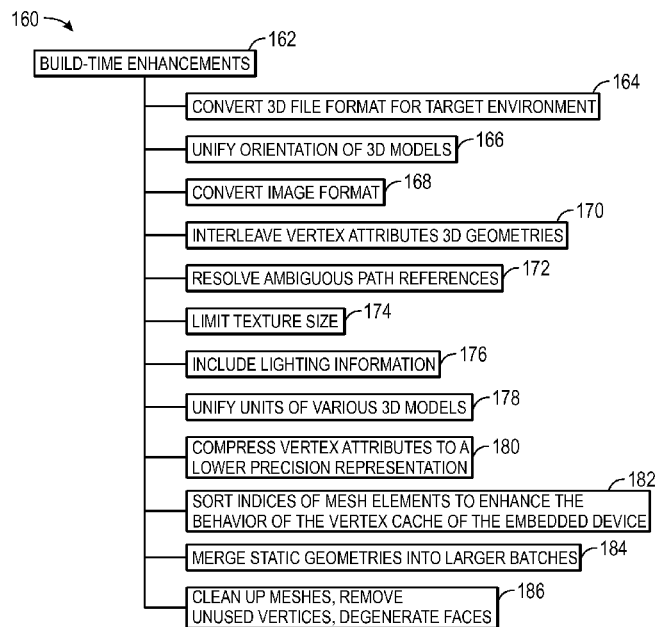 160
162
BUILD-TIME ENHANCEMENTS
164
CONVERT 3D FILE FORMAT FOR TARGET ENVIRONMENT
UNIFY ORIENTATION OF 3D MODELS 166
CONVERT IMAGE FORMAT 168
170
INTERLEAVE VERTEX ATTRIBUTES 3D GEOMETRIES
RESOLVE AMBIGUOUS PATH REFERENCES 172
LIMIT TEXTURE SIZE 174
INCLUDE LIGHTING INFORMATION 176
UNIFY UNITS OF VARIOUS 3D MODELS 178
COMPRESS VERTEX ATTRIBUTES TO A 180
LOWER PRECISION REPRESENTATION
182
SORT INDICES OF MESH ELEMENTS TO ENHANCE THE
BEHAVIOR OF THE VERTEX CACHE OF THE EMBEDDED DEVICE
MERGE STATIC GEOMETRIES INTO LARGER BATCHES 184
CLEAN UP MESHES, REMOVE 186
UNUSED VERTICES, DEGENERATE FACES